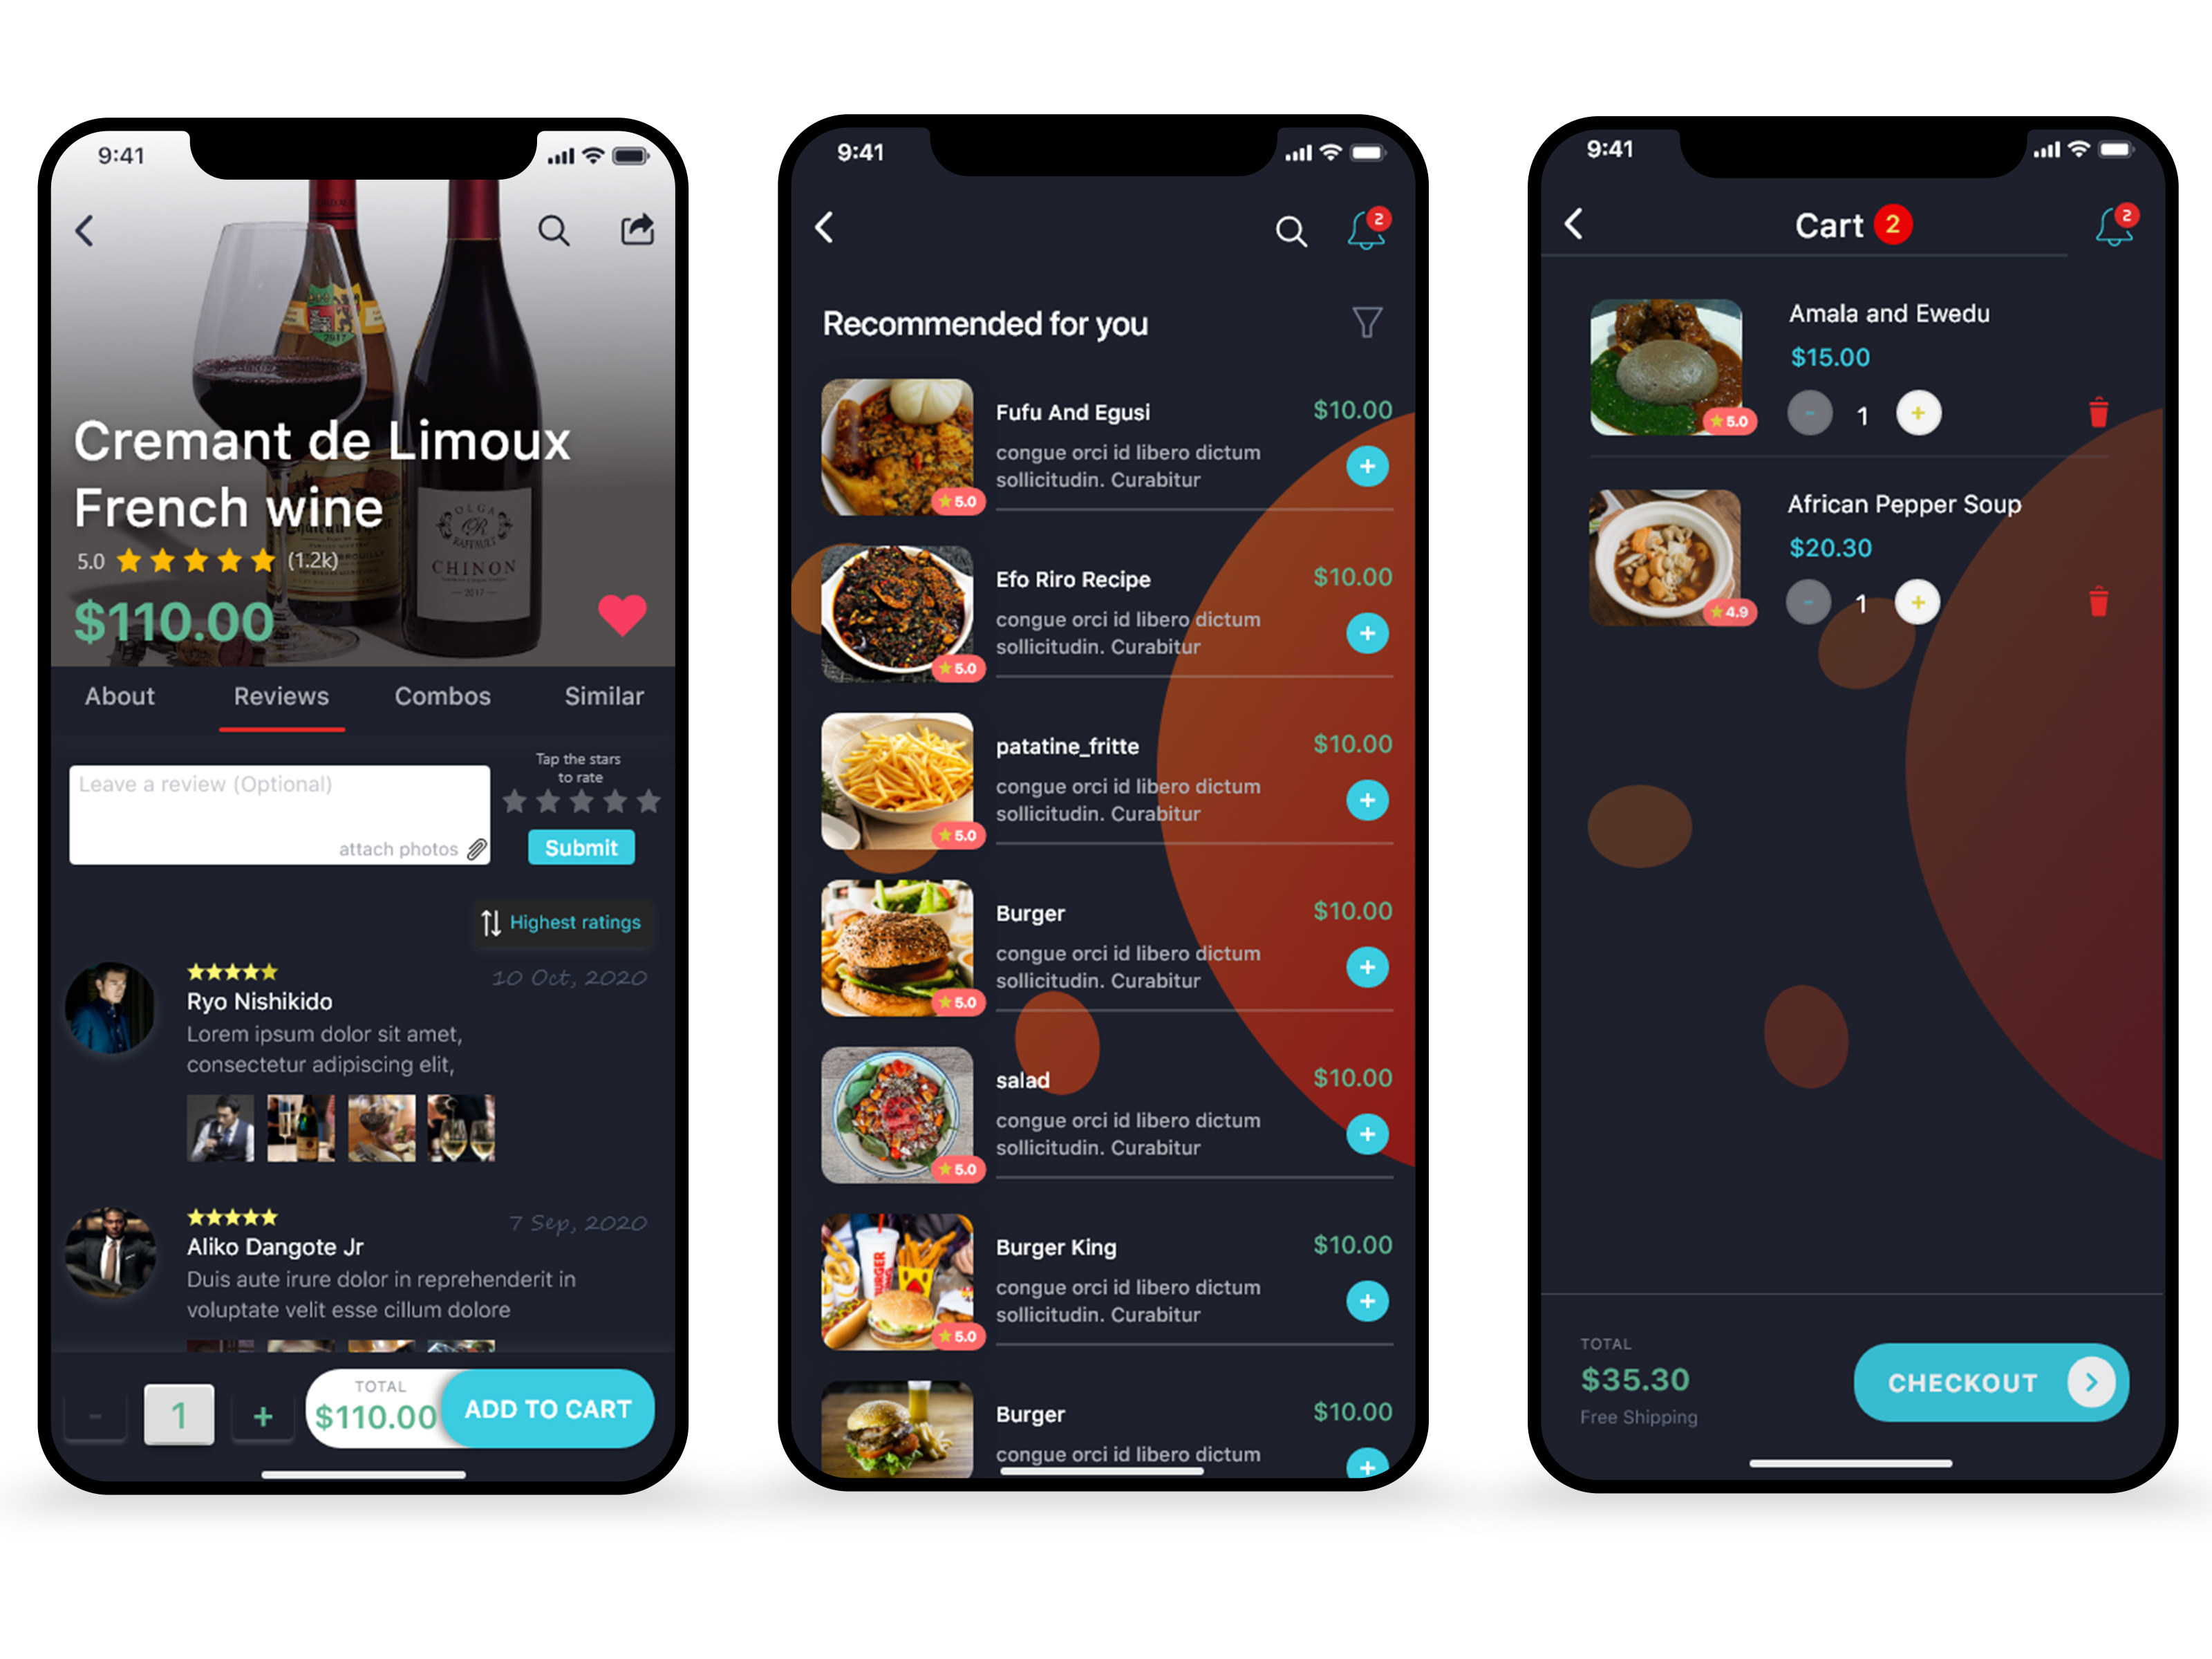 9:41
Cremant de Limoux
French wine
5.0 (1.2k)
$110.00
OLGA
RAFFAULT
CHINON
2017
About Reviews Combos Similar
Leave a review (Optional)
attach photos
Tap the stars
to rate
Submit
Highest ratings
10 Oct, 2020
Ryo Nishikido
Lorem ipsum dolor sit amet,
consectetur adipiscing elit,
7 Sep, 2020
Aliko Dangote Jr
Duis aute irure dolor in reprehenderit in
voluptate velit esse cillum dolore
- 1 +
TOTAL
$110.00
ADD TO CART
9:41
2
Recommended for you
Fufu And Egusi $10.00
congue orci id libero dictum
sollicitudin. Curabitur
5.0
Efo Riro Recipe $10.00
congue orci id libero dictum
sollicitudin. Curabitur
5.0
patatine_fritte $10.00
congue orci id libero dictum
sollicitudin. Curabitur
5.0
Burger $10.00
congue orci id libero dictum
sollicitudin. Curabitur
5.0
salad $10.00
congue orci id libero dictum
sollicitudin. Curabitur
5.0
Burger King $10.00
congue orci id libero dictum
sollicitudin. Curabitur
5.0
Burger $10.00
congue orci id libero dictum
9:41
Cart 2
2
Amala and Ewedu
$15.00
- 1 +
5.0
African Pepper Soup
$20.30
- 1 +
4.9
TOTAL
$35.30
Free Shipping
CHECKOUT